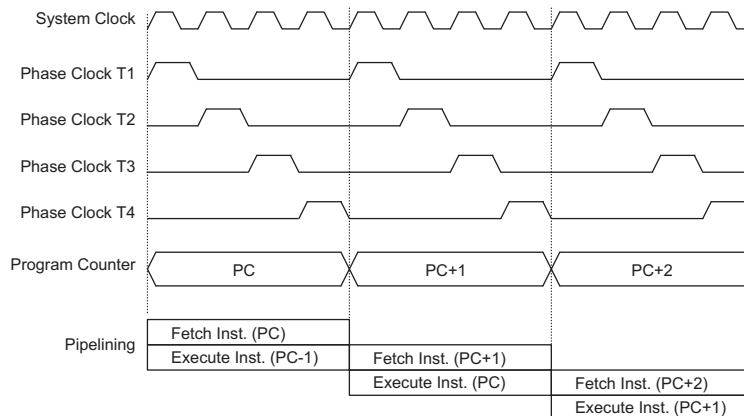 System Clock
Phase Clock T1
Phase Clock T2
Phase Clock T3
Phase Clock T4
Program Counter
PC
PC+1
PC+2
Pipelining
Fetch Inst. (PC)
Execute Inst. (PC-1)
Fetch Inst. (PC+1)
Execute Inst. (PC)
Fetch Inst. (PC+2)
Execute Inst. (PC+1)